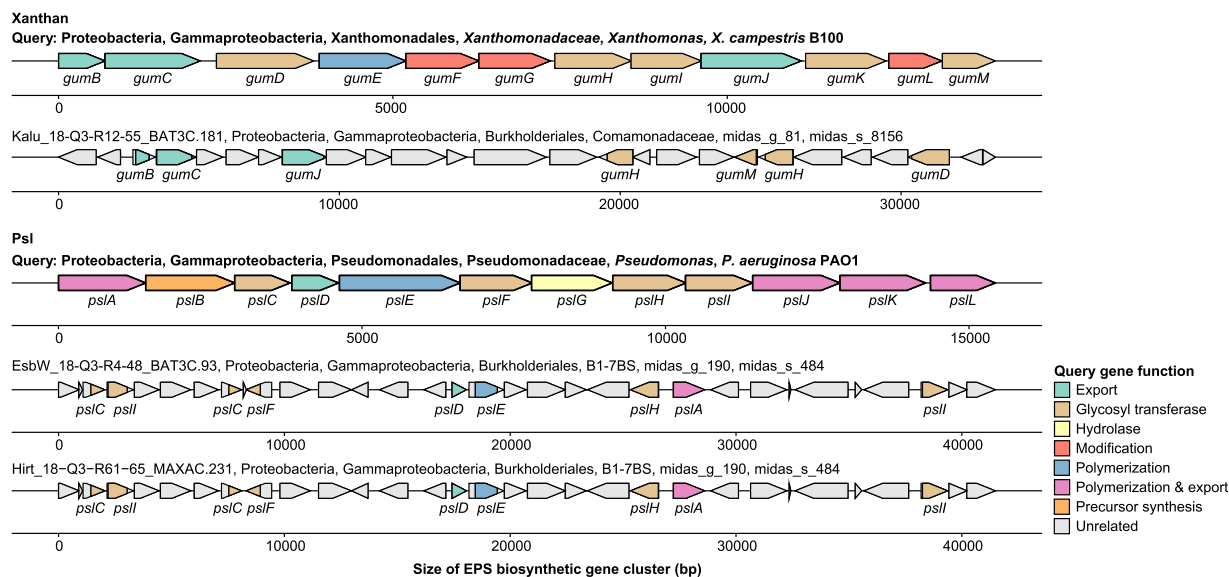 Xanthan
Query: Proteobacteria, Gammaproteobacteria, Xanthomonadales, Xanthomonadaceae, Xanthomonas, X. campestris B100
gumB gumC gumD gumE gumF gumG gumH gumI gumJ gumK gumL gumM
0 5000 10000
Kalu_18-Q3-R12-55_BAT3C.181, Proteobacteria, Gammaproteobacteria, Burkholderiales, Comamonadaceae, midas_g_81, midas_s_8156
gumB gumC gumJ gumH gumM gumH gumD
0 10000 20000 30000
Psl
Query: Proteobacteria, Gammaproteobacteria, Pseudomonadales, Pseudomonadaceae, Pseudomonas, P. aeruginosa PAO1
pslA pslB pslC pslD pslE pslF pslG pslH pslI pslJ pslK pslL
0 5000 10000 15000
EsbW_18-Q3-R4-48_BAT3C.93, Proteobacteria, Gammaproteobacteria, Burkholderiales, B1-7BS, midas_g_190, midas_s_484
pslC pslI pslC pslF pslD pslE pslH pslA pslI
0 10000 20000 30000 40000
Hirt_18−Q3−R61−65_MAXAC.231, Proteobacteria, Gammaproteobacteria, Burkholderiales, B1-7BS, midas_g_190, midas_s_484
pslC pslI pslC pslF pslD pslE pslH pslA pslI
0 10000 20000 30000 40000
Size of EPS biosynthetic gene cluster (bp)
Query gene function
Export
Glycosyl transferase
Hydrolase
Modification
Polymerization
Polymerization & export
Precursor synthesis
Unrelated